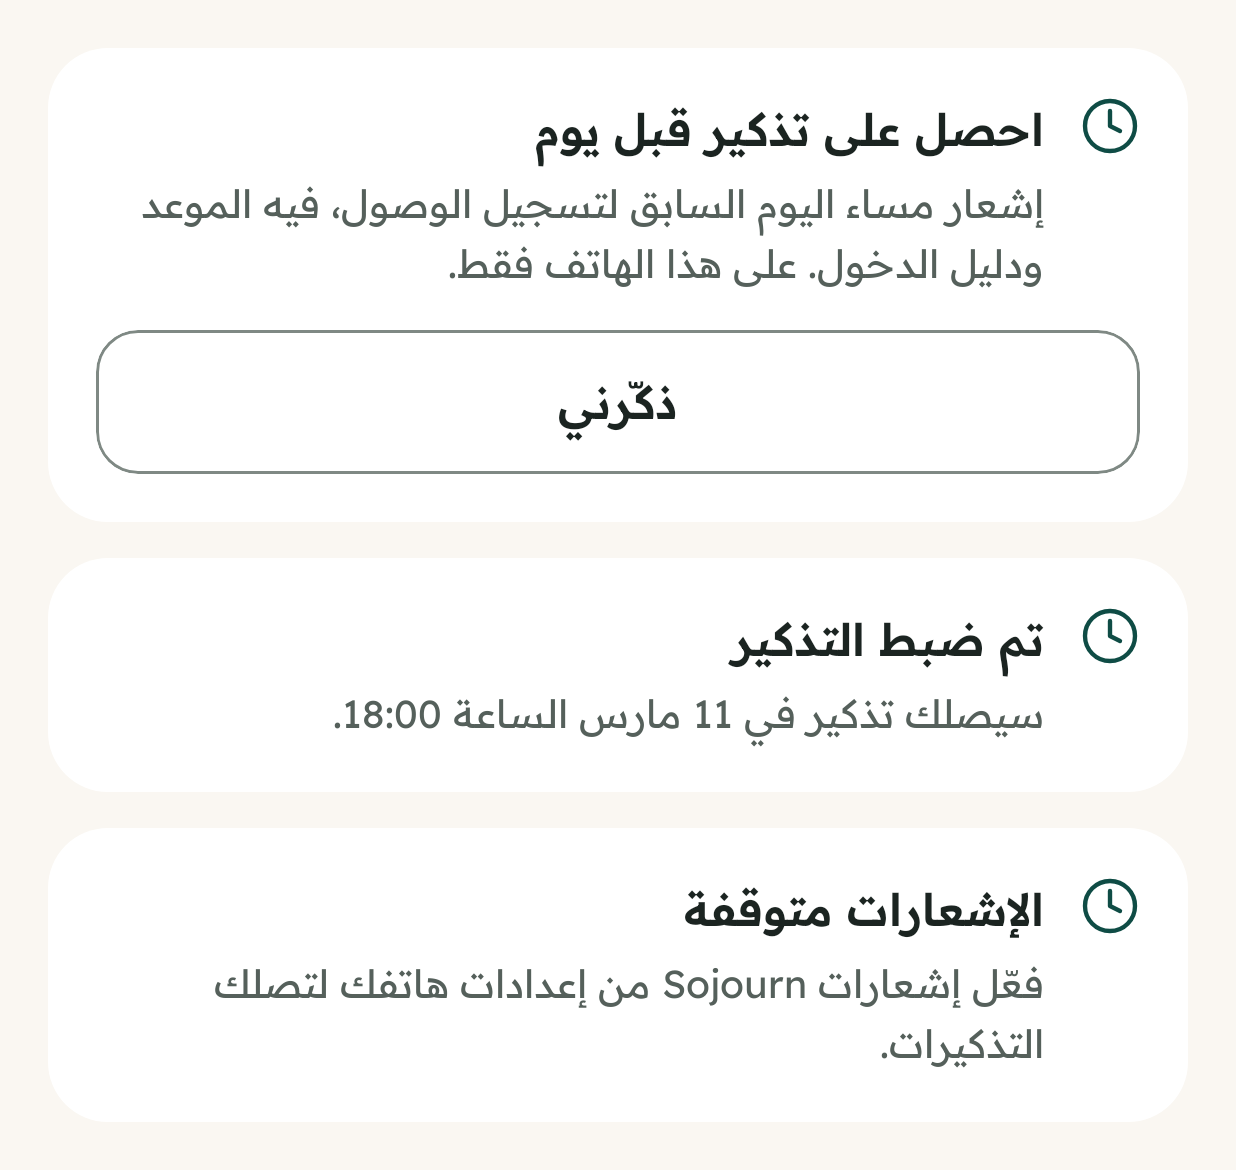 احصل على تذكير قبل يوم
إشعار مساء اليوم السابق لتسجيل الوصول، فيه الموعد
ودليل الدخول. على هذا الهاتف فقط.
ذكّرني
تم ضبط التذكير
سيصلك تذكير في 11 مارس الساعة 18:00.
الإشعارات متوقفة
فعّل إشعارات Sojourn من إعدادات هاتفك لتصلك
التذكيرات.